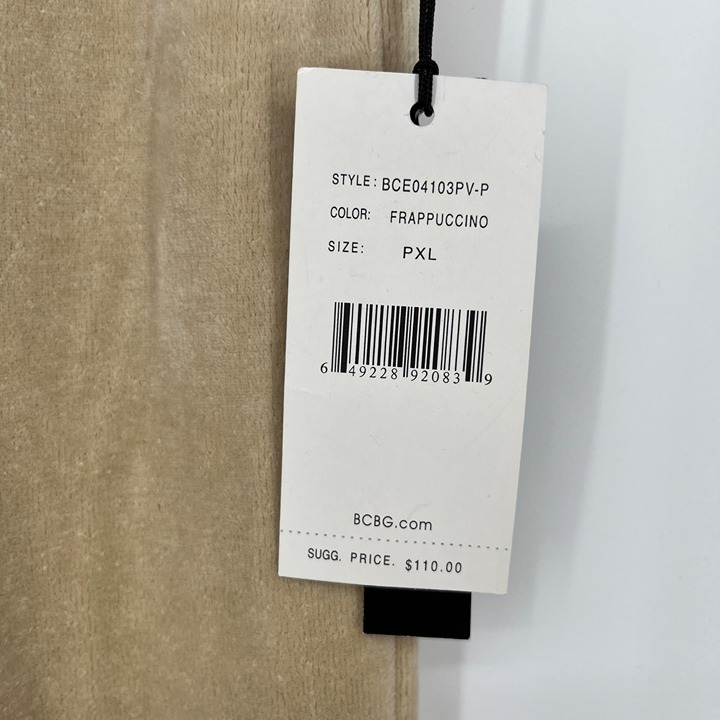 STYLE: BCE04103PV-P
COLOR: FRAPPUCCINO
SIZE: PXL
6 49228 92083 9
BCBG.com
SUGG. PRICE. $110.00